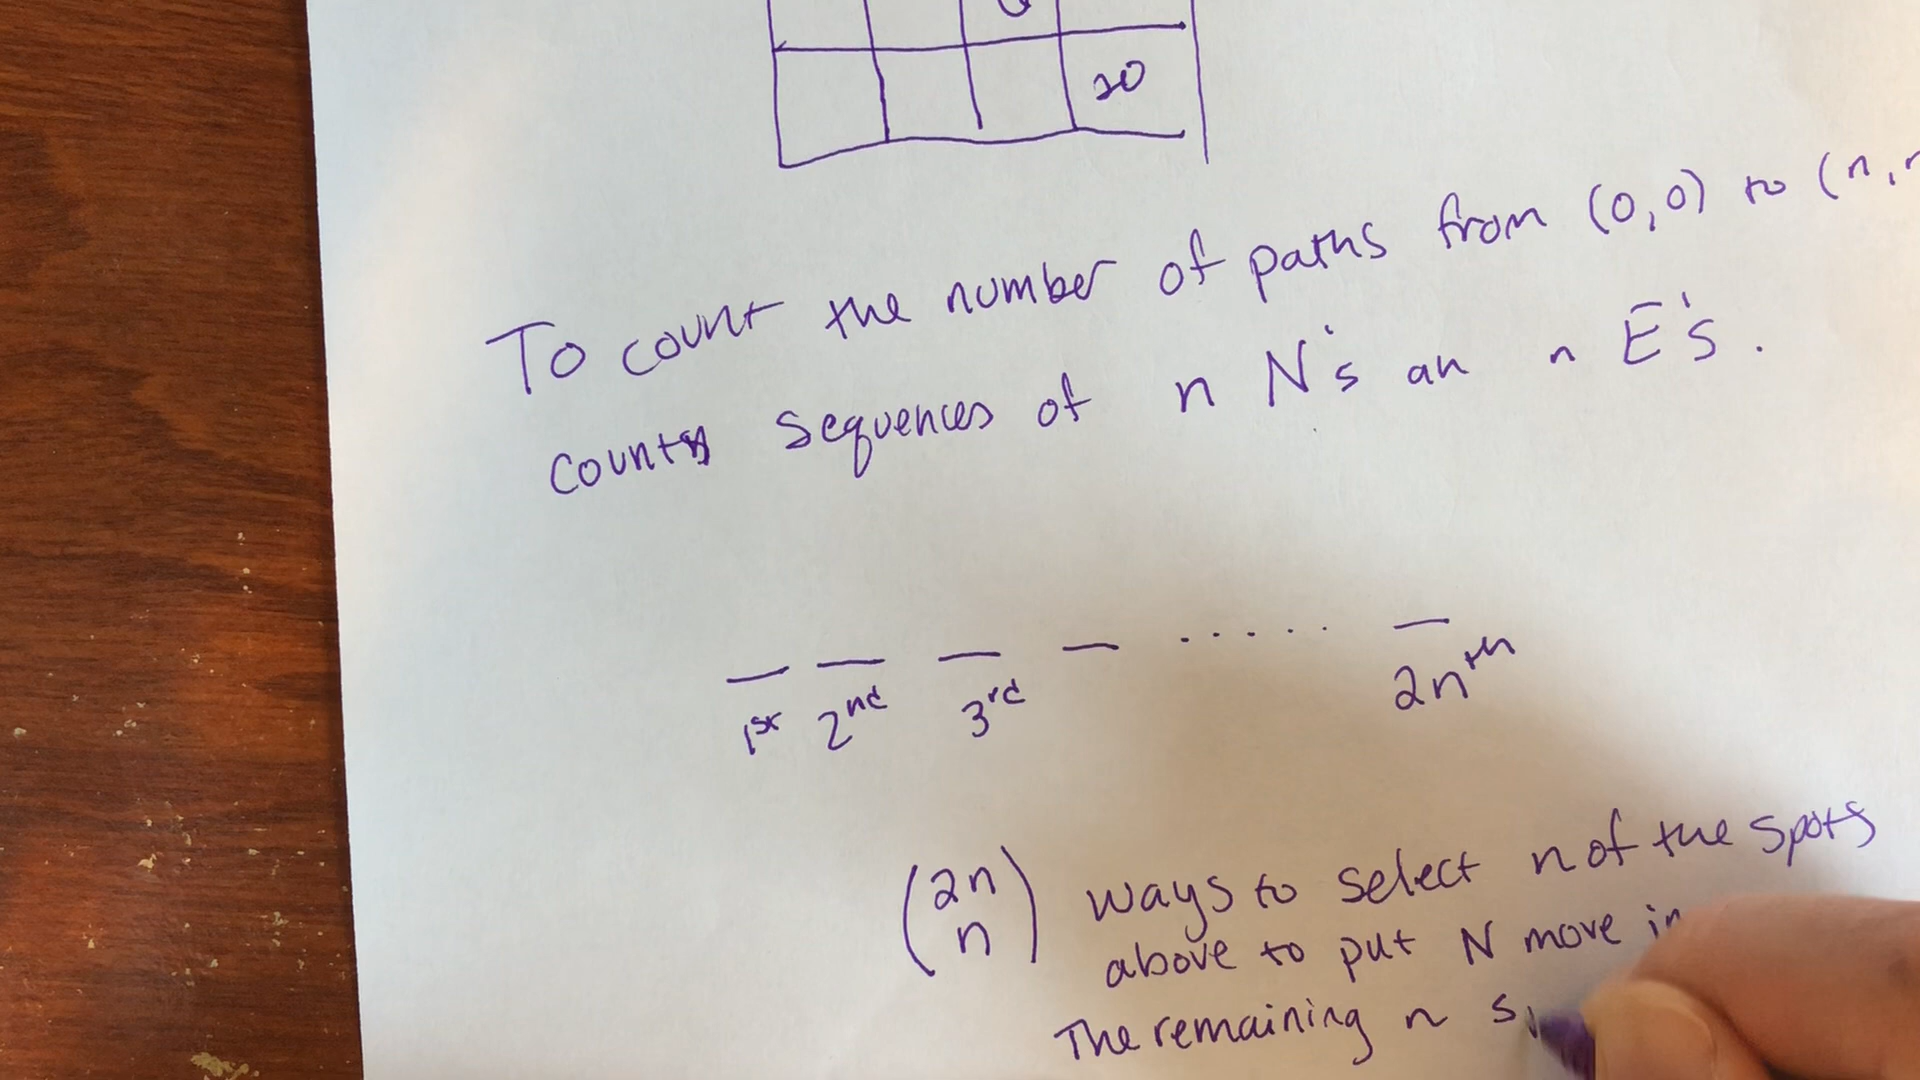 20
To count the number of paths from (0,0) to (n,
count sequences of n N's an n E's.
1st 2nd 3rd 2nth
(2n
n) ways to select n of the spots
above to put N move in
The remaining n